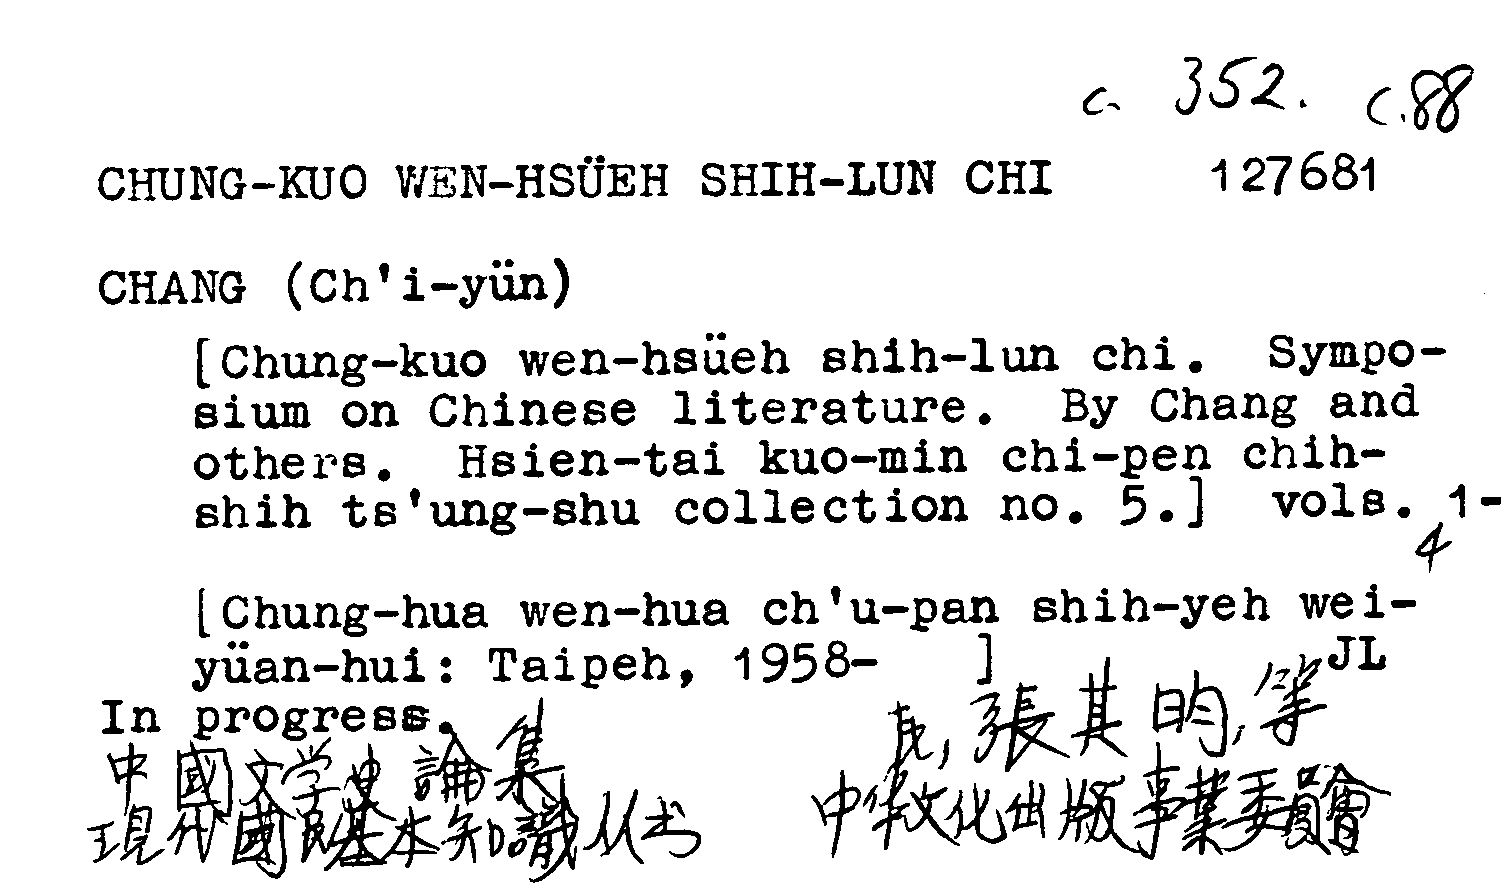 c. 352. c.88
CHUNG-KUO WEN-HSÜEH SHIH-LUN CHI 127681
CHANG (Ch'i-yün)
[Chung-kuo wen-hsüeh shih-lun chi. Sympo-
sium on Chinese literature. By Chang and
others. Hsien-tai kuo-min chi-pen chih-
shih ts'ung-shu collection no. 5.] vols. 1-
4
[Chung-hua wen-hua ch'u-pan shih-yeh wei-
yüan-hui: Taipeh, 1958- ] JL
In progress.
張其昀,等
中國文学史論集
現代國民基本知識丛书 中华文化出版事業委員會